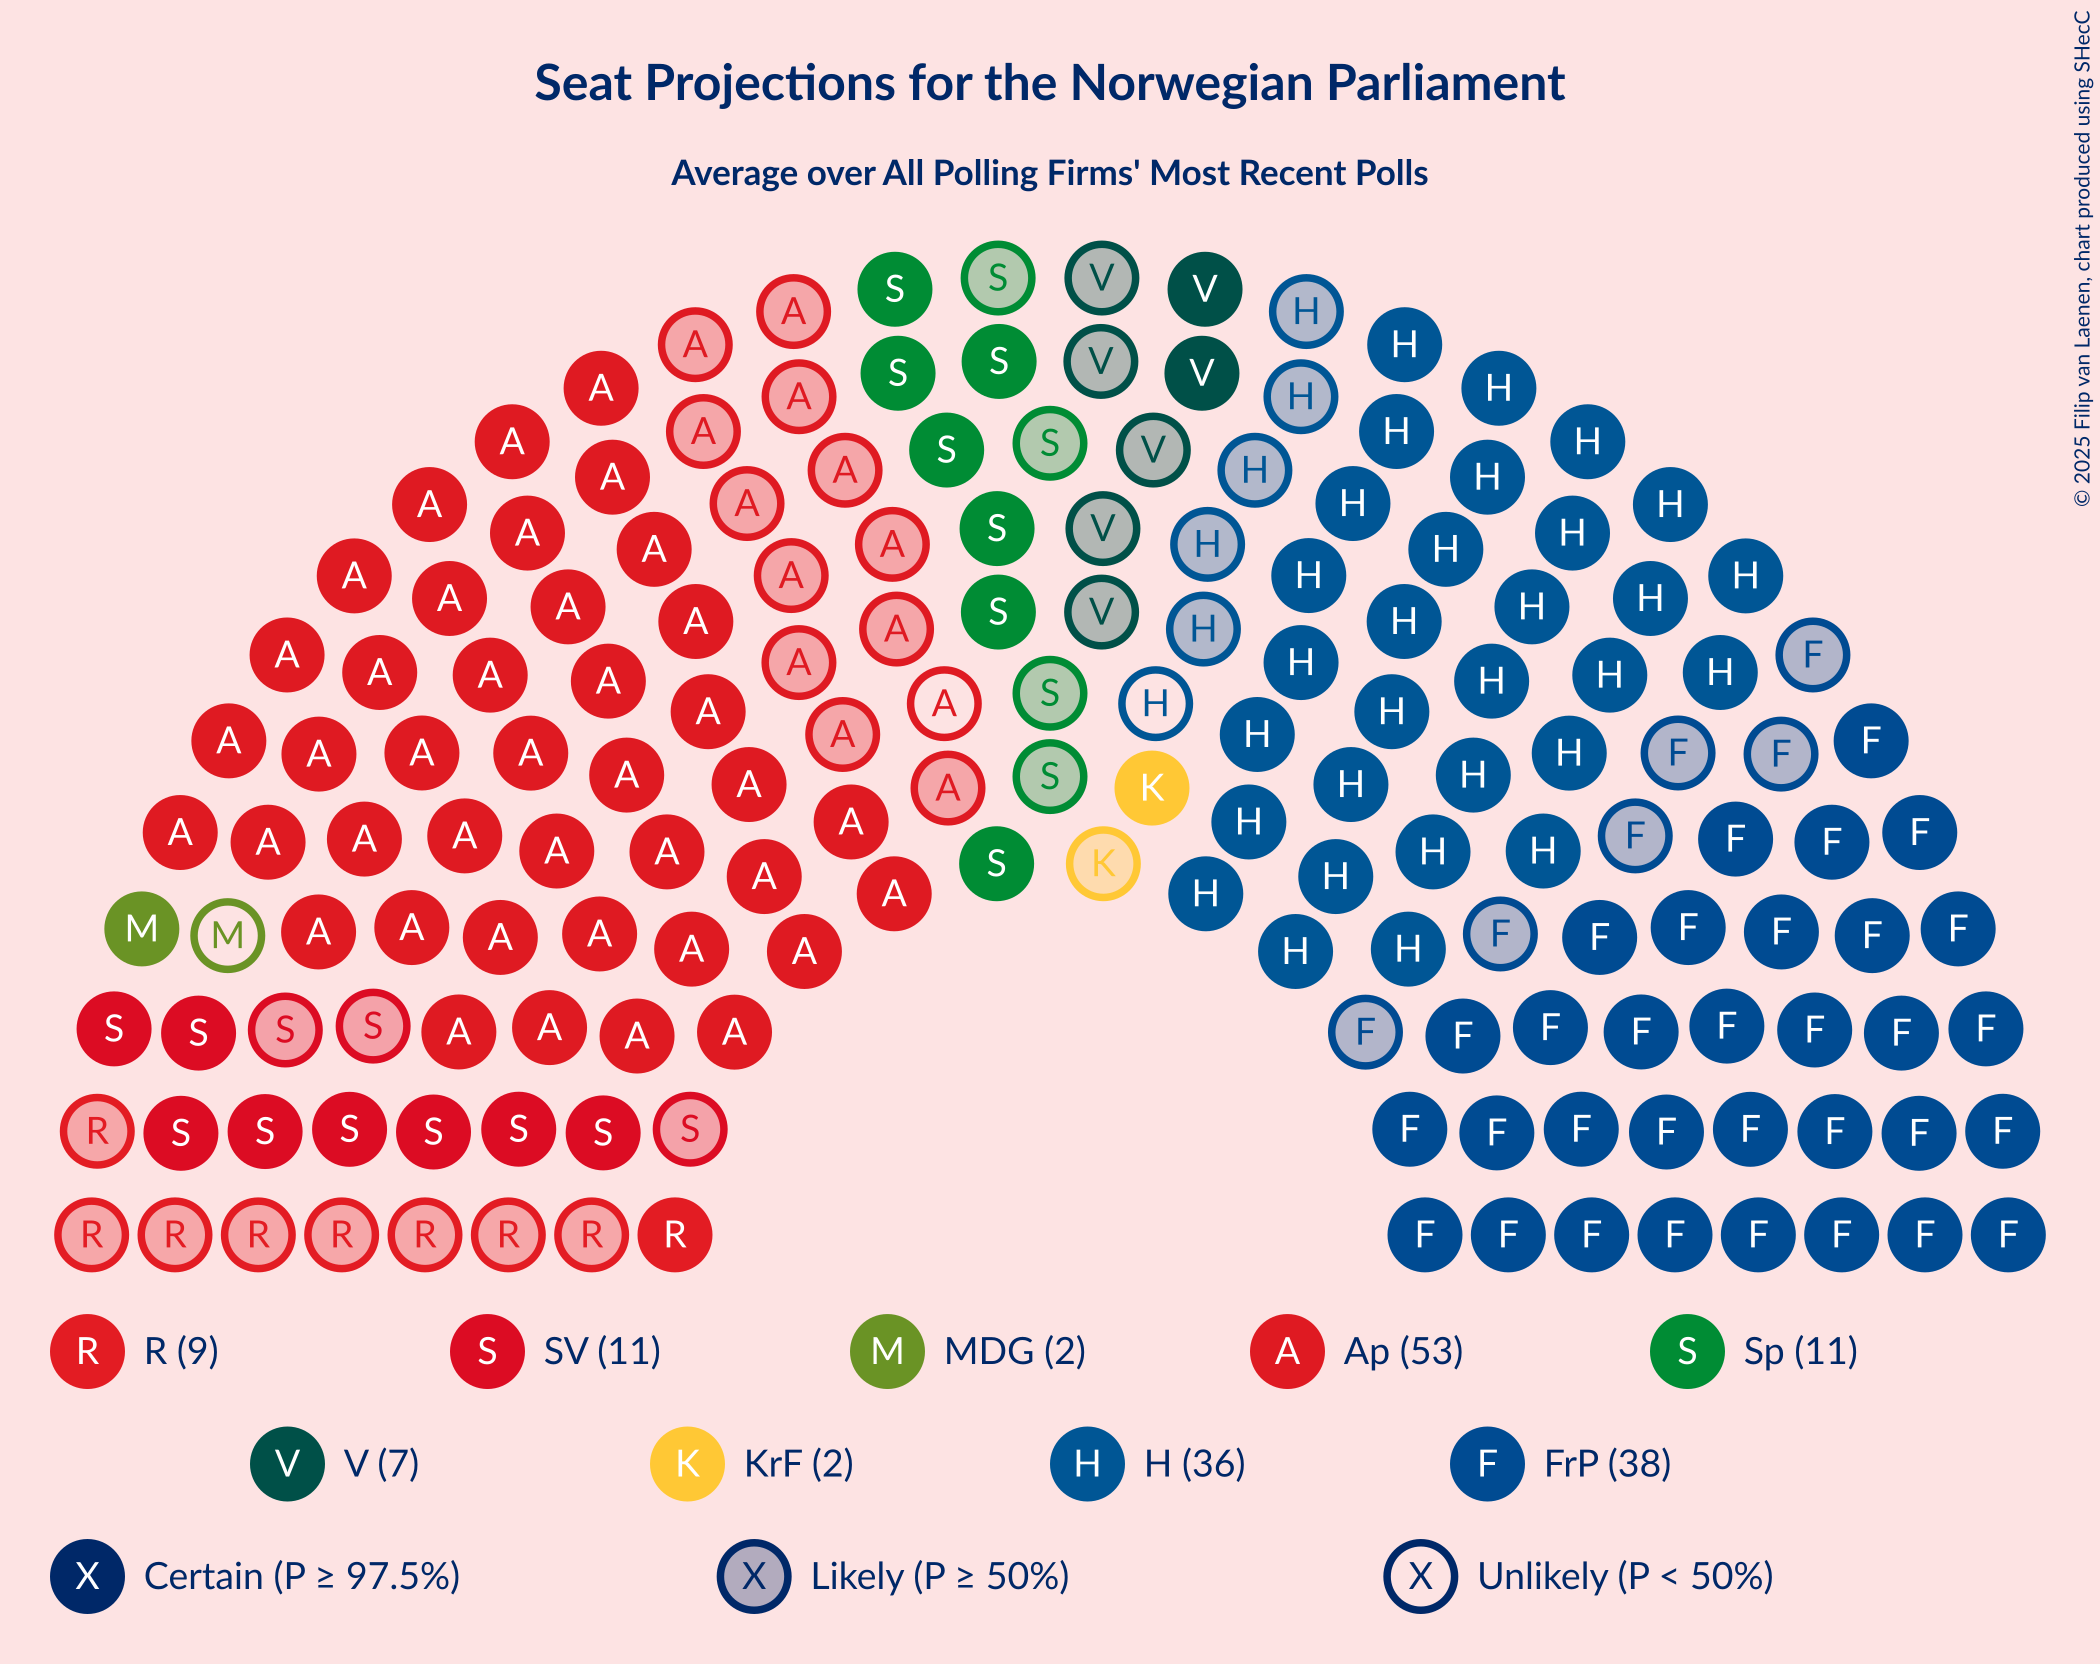 Seat Projections for the Norwegian Parliament
Average over All Polling Firms' Most Recent Polls
© 2025 Filip van Laenen, chart produced using SHecC
S S V V
A A H H
S S V V
A A H H
A H
A A H H
S S V
A A H H
A A H H
A H
S V
A A H H
A A H H
A A H H
S V
A A H H
A A H H
A A H H
A F
A A H H
A A H H
A A H H
S
A A H H
A A H H
A F
A A H F
A A H F
A A H H
S K
A A H H
A A H H
A F
A A F F
A A F F
A A H H
S K
A A H H
A A H H
M M A A A A A A H H F F F F F F
S S S S A A A A F F F F F F F F
R S S S S S S S F F F F F F F F
R R R R R R R R F F F F F F F F
R R (9) S SV (11) M MDG (2) A Ap (53) S Sp (11)
V V (7) K KrF (2) H H (36) F FrP (38)
X Certain (P ≥ 97.5%) X Likely (P ≥ 50%) X Unlikely (P < 50%)